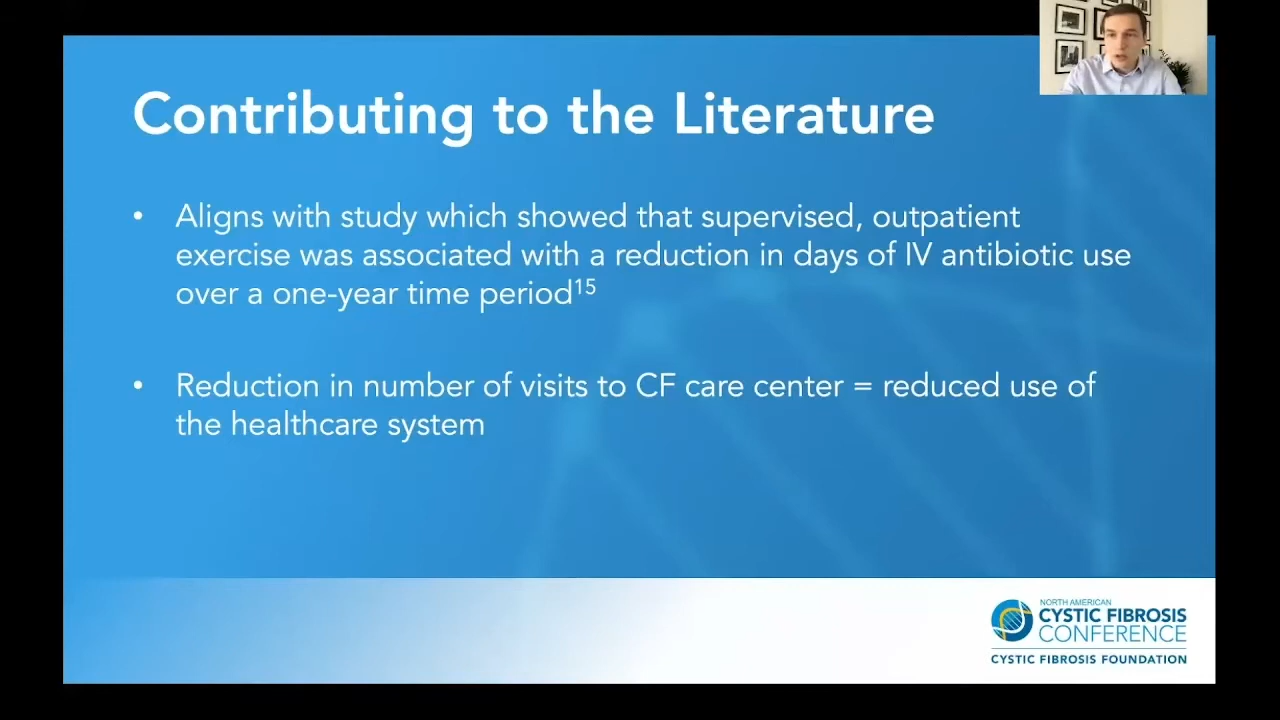 Contributing to the Literature
• Aligns with study which showed that supervised, outpatient
exercise was associated with a reduction in days of IV antibiotic use
over a one-year time period15
• Reduction in number of visits to CF care center = reduced use of
the healthcare system
NORTH AMERICAN
CYSTIC FIBROSIS
CONFERENCE
CYSTIC FIBROSIS FOUNDATION